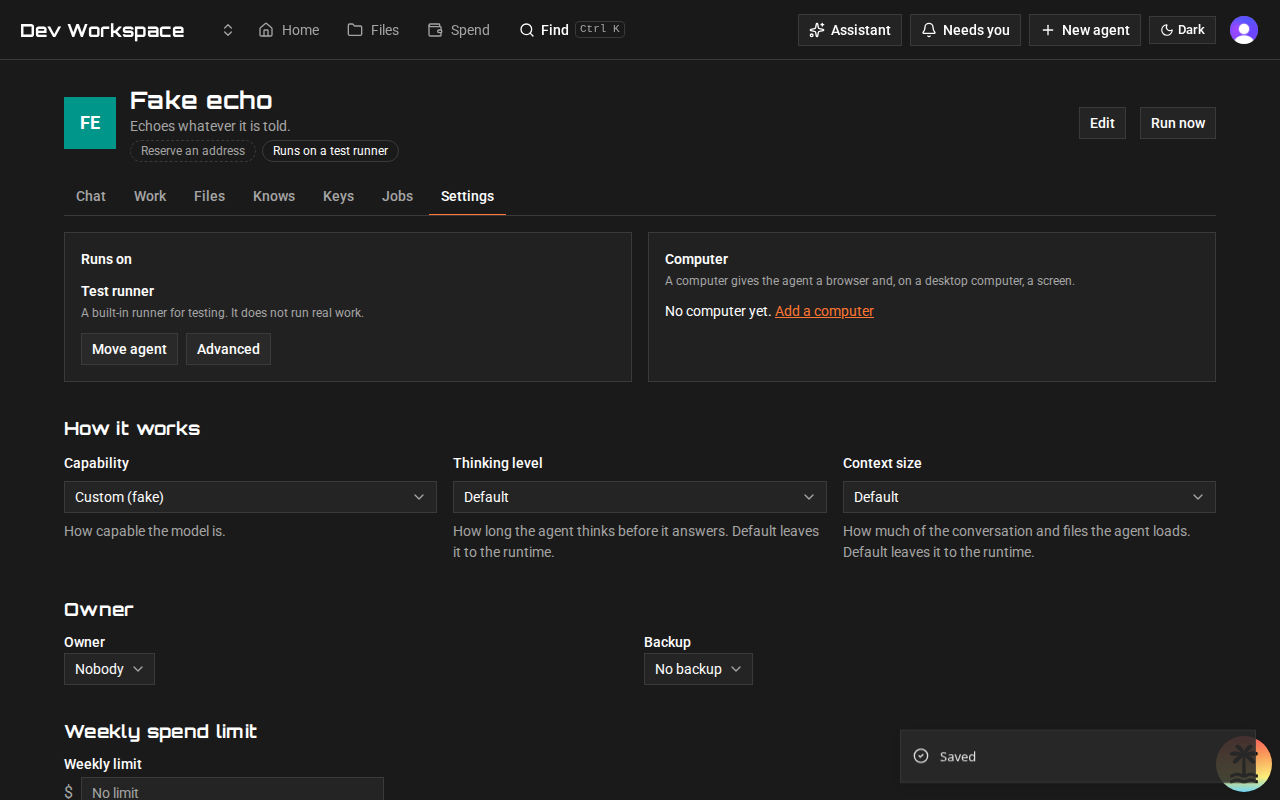 Dev Workspace
Home
Files
Spend
Find Ctrl K
Assistant
Needs you
New agent
Dark
FE
Fake echo
Echoes whatever it is told.
Reserve an address
Runs on a test runner
Edit
Run now
Chat
Work
Files
Knows
Keys
Jobs
Settings
Runs on
Test runner
A built-in runner for testing. It does not run real work.
Move agent
Advanced
Computer
A computer gives the agent a browser and, on a desktop computer, a screen.
No computer yet. Add a computer
How it works
Capability
Custom (fake)
How capable the model is.
Thinking level
Default
How long the agent thinks before it answers. Default leaves
it to the runtime.
Context size
Default
How much of the conversation and files the agent loads.
Default leaves it to the runtime.
Owner
Owner
Nobody
Backup
No backup
Weekly spend limit
Weekly limit
$ No limit
Saved